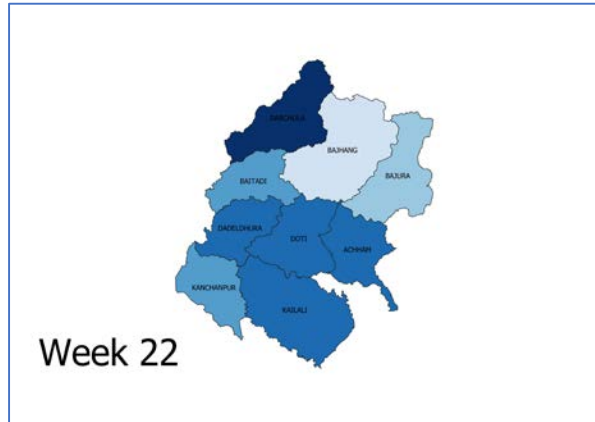 DARCHULA
BAJHANG
BAJURA
BAITADI
DADELDHURA
DOTI
ACHHAM
KANCHANPUR
KAILALI
Week 22